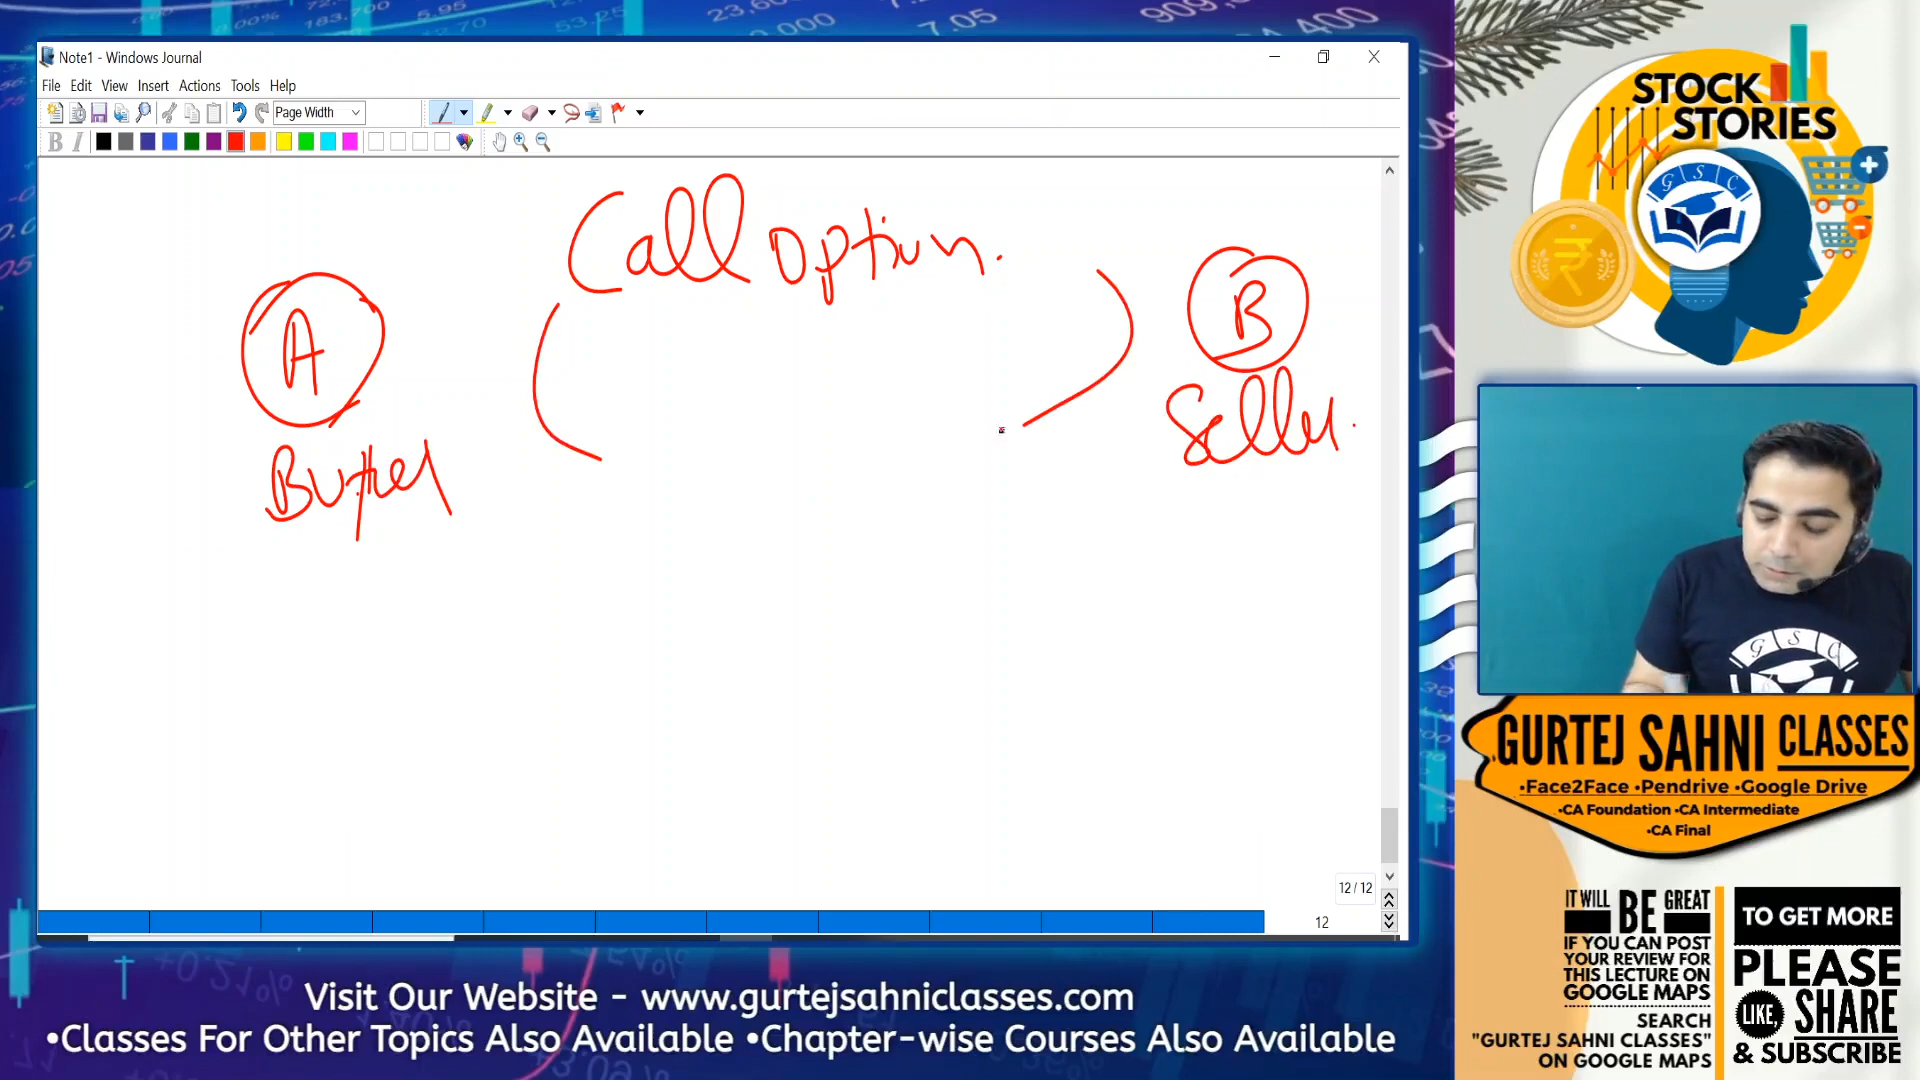 Note1 - Windows Journal
File Edit View Insert Actions Tools Help
Page Width
B I
Call Option.
A
Buyer
B
Seller.
12 / 12
12
STOCK
STORIES
G S C
G S C
GURTEJ SAHNI CLASSES
•Face2Face •Pendrive •Google Drive
•CA Foundation •CA Intermediate
•CA Final
IT WILL BE GREAT
IF YOU CAN POST
YOUR REVIEW FOR
THIS LECTURE ON
GOOGLE MAPS
SEARCH
"GURTEJ SAHNI CLASSES"
ON GOOGLE MAPS
TO GET MORE
PLEASE
LIKE, SHARE
& SUBSCRIBE
Visit Our Website - www.gurtejsahniclasses.com
•Classes For Other Topics Also Available •Chapter-wise Courses Also Available